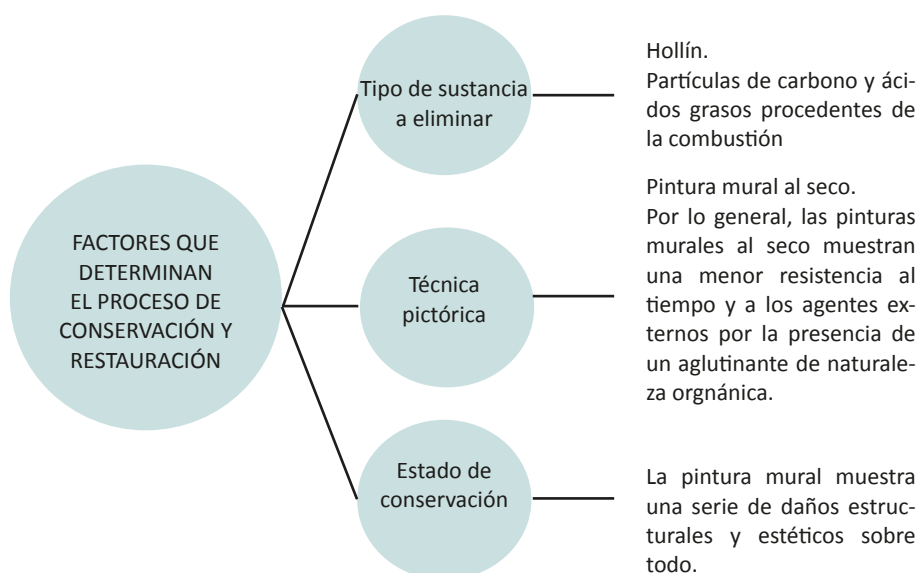 FACTORES QUE
DETERMINAN
EL PROCESO DE
CONSERVACIÓN Y
RESTAURACIÓN
Tipo de sustancia
a eliminar
Hollín.
Partículas de carbono y áci-
dos grasos procedentes de
la combustión
Técnica
pictórica
Pintura mural al seco.
Por lo general, las pinturas
murales al seco muestran
una menor resistencia al
tiempo y a los agentes ex-
ternos por la presencia de
un aglutinante de naturale-
za orgnánica.
Estado de
conservación
La pintura mural muestra
una serie de daños estruc-
turales y estéticos sobre
todo.